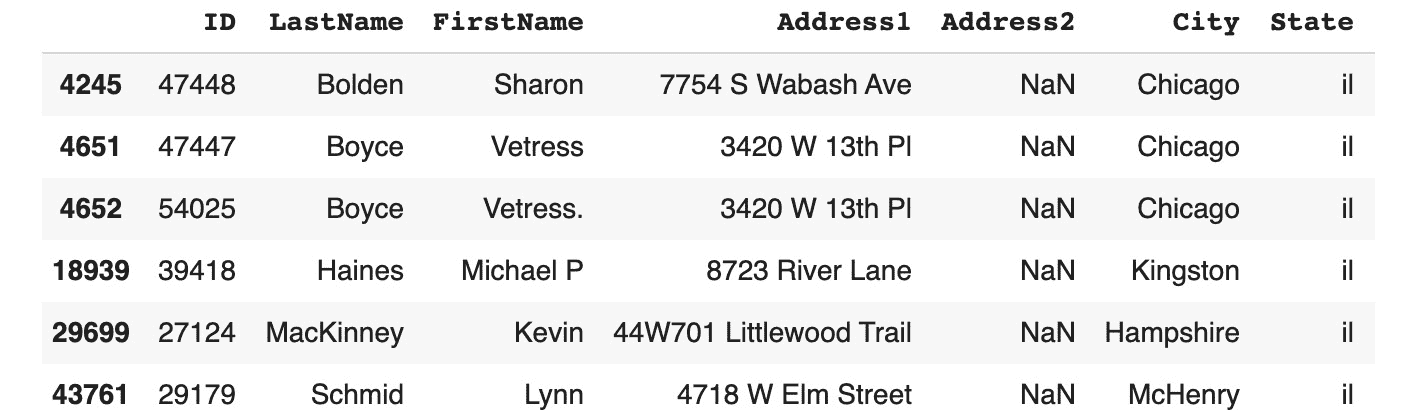 ID LastName FirstName Address1 Address2 City State
4245 47448 Bolden Sharon 7754 S Wabash Ave NaN Chicago il
4651 47447 Boyce Vetress 3420 W 13th Pl NaN Chicago il
4652 54025 Boyce Vetress. 3420 W 13th Pl NaN Chicago il
18939 39418 Haines Michael P 8723 River Lane NaN Kingston il
29699 27124 MacKinney Kevin 44W701 Littlewood Trail NaN Hampshire il
43761 29179 Schmid Lynn 4718 W Elm Street NaN McHenry il